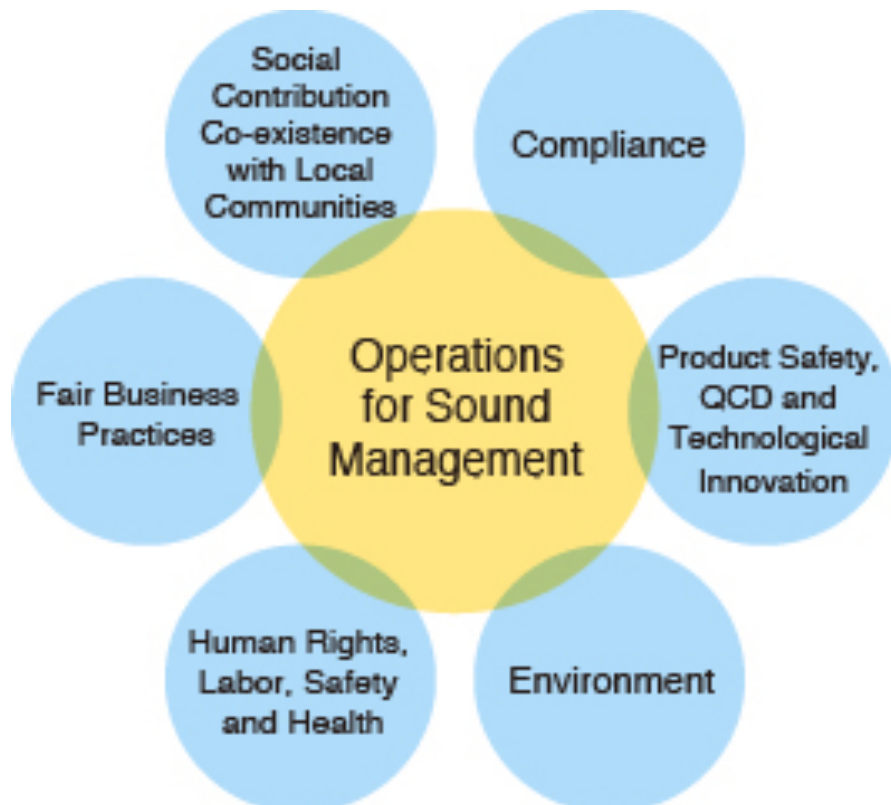 Social
Contribution
Co-existence
with Local
Communities
Compliance
Fair Business
Practices
Operations
for Sound
Management
Product Safety,
QCD and
Technological
Innovation
Human Rights,
Labor, Safety
and Health
Environment